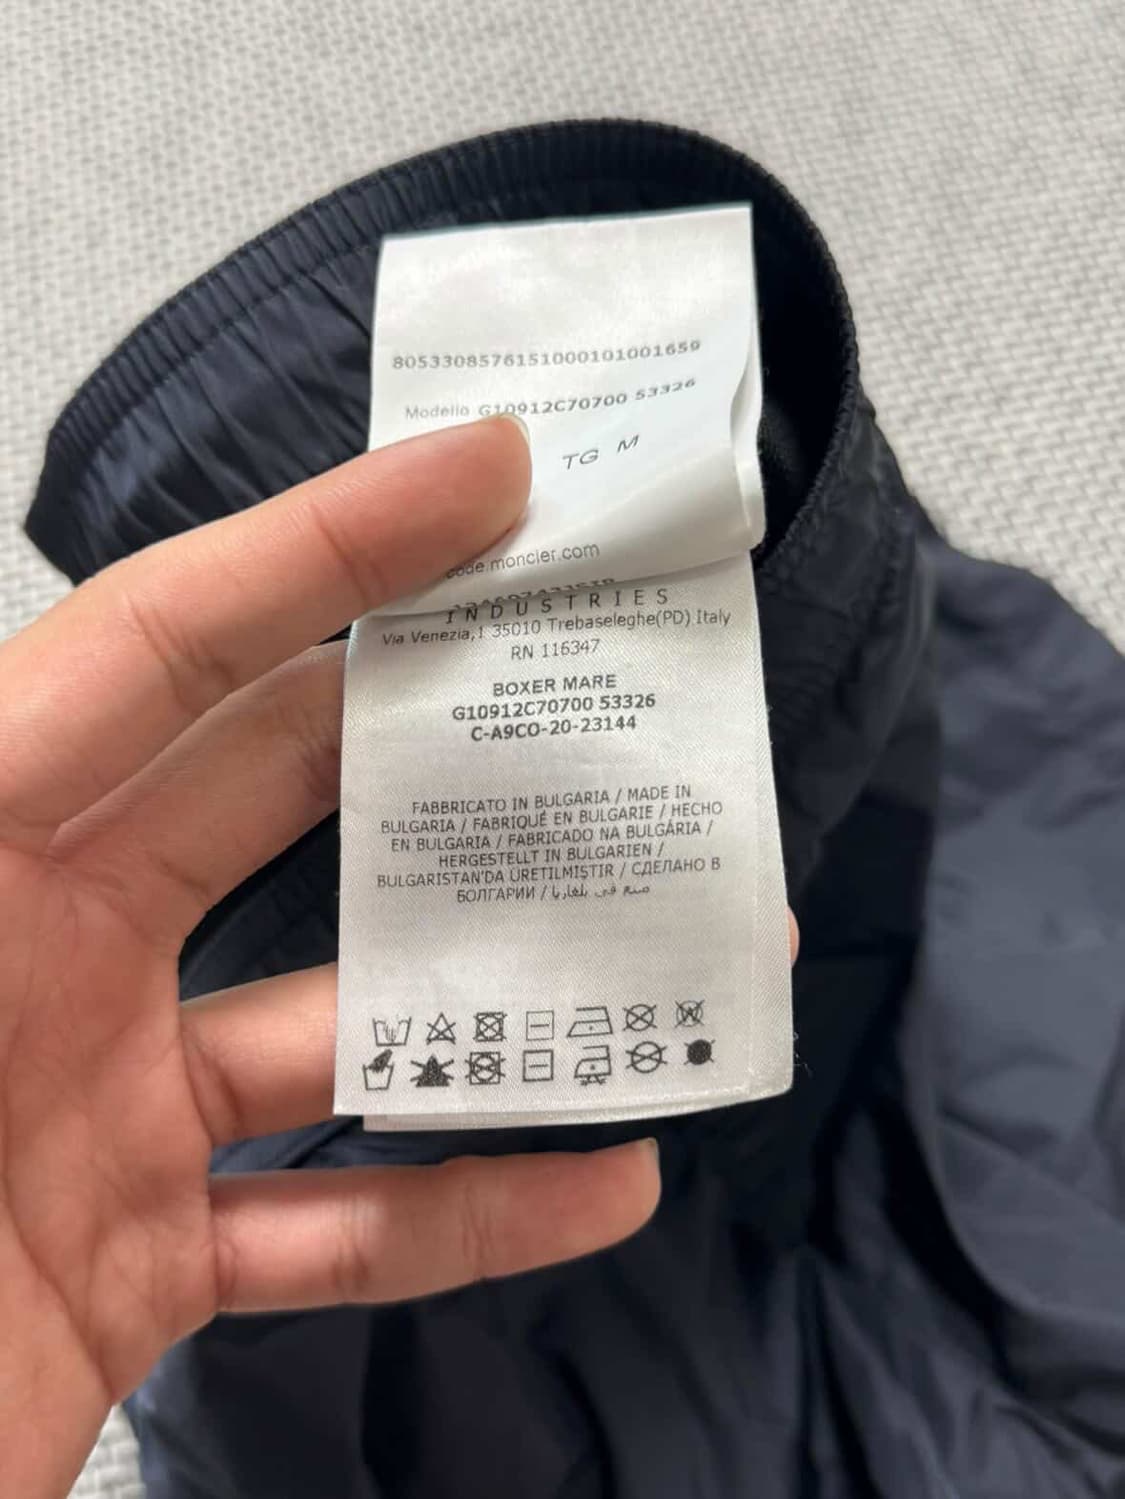 8053308576151000101001659
Modello G10912C70700 53326
TG M
code.moncler.com
INDUSTRIES
Via Venezia,1 35010 Trebaseleghe(PD) Italy
RN 116347
BOXER MARE
G10912C70700 53326
C-A9CO-20-23144
FABBRICATO IN BULGARIA / MADE IN
BULGARIA / FABRIQUÉ EN BULGARIE / HECHO
EN BULGARIA / FABRICADO NA BULGÁRIA /
HERGESTELLT IN BULGARIEN /
BULGARISTAN'DA ÜRETILMIŞTIR / СДЕЛАНО В
БОЛГАРИИ / صنع في بلغاريا